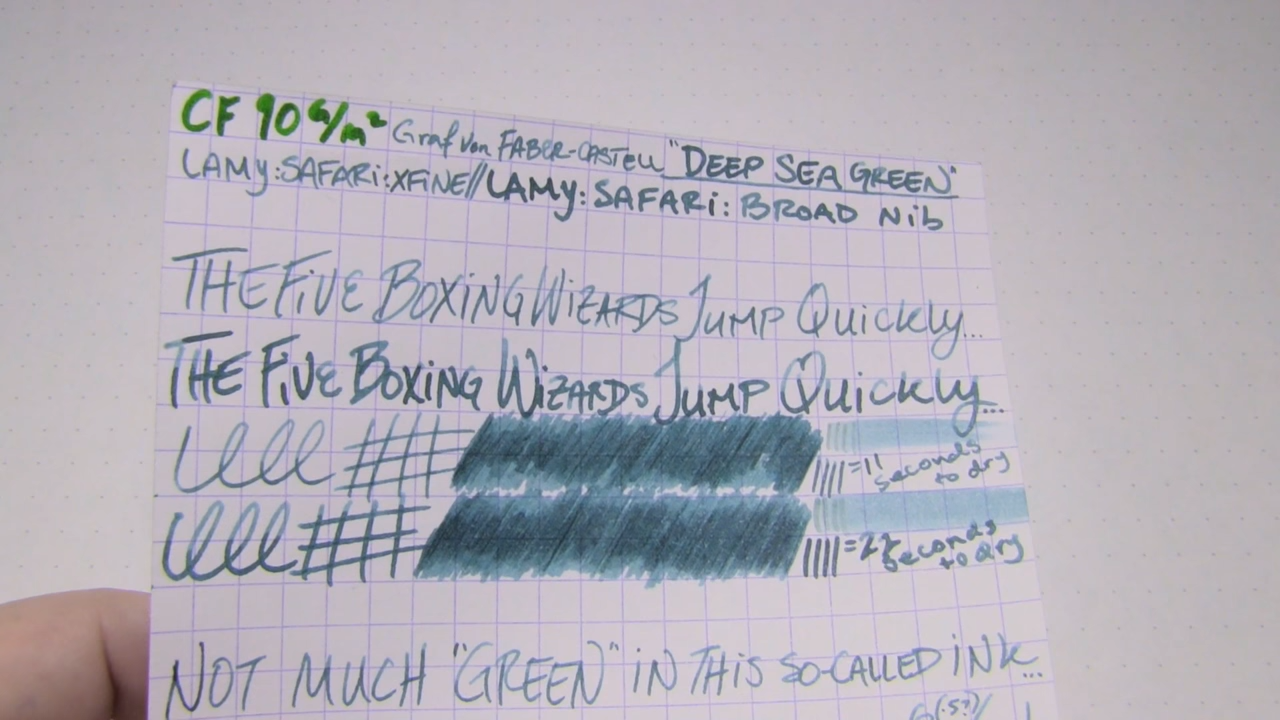 CF 90 G/m² Graf von FABER-CASTELL "DEEP SEA GREEN"
LAMY:SAFARI:XFINE//LAMY:SAFARI:BROAD NiB
THE FiVE BOXiNG WiZARDS JUMP QuickLy...
THE FiVE BOXiNG WiZARDS JUMP QuickLy...
||||=11 seconds to dry
||||=22 seconds to dry
NOT MUCH "GREEN" iN THiS SO-CALLED iNK...